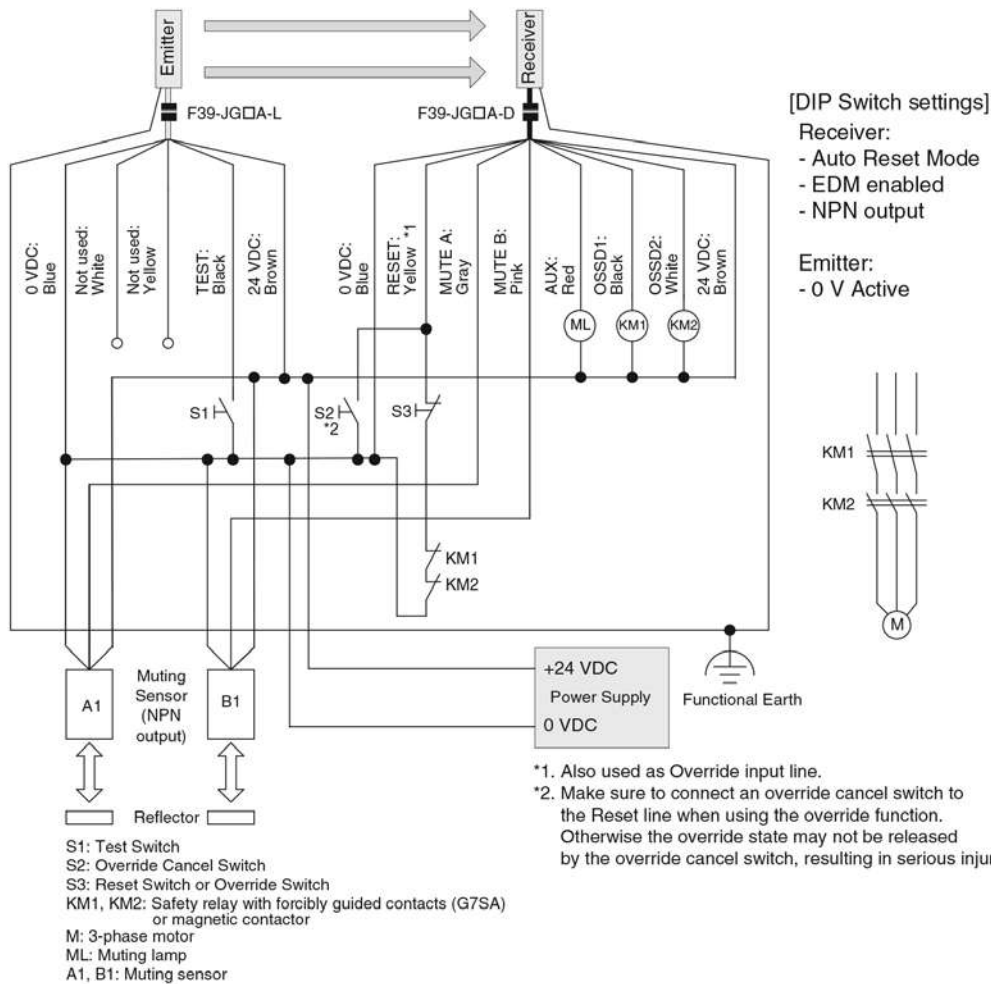 Emitter
Receiver
F39-JG□A-L
F39-JG□A-D
[DIP Switch settings]
Receiver:
- Auto Reset Mode
- EDM enabled
- NPN output
Emitter:
- 0 V Active
0 VDC:
Blue
Not used:
White
Not used:
Yellow
TEST:
Black
24 VDC:
Brown
0 VDC:
Blue
RESET:
Yellow *1
MUTE A:
Gray
MUTE B:
Pink
AUX:
Red
OSSD1:
Black
OSSD2:
White
24 VDC:
Brown
ML
KM1
KM2
S1
S2
*2
S3
KM1
KM2
KM1
KM2
M
A1
Muting
Sensor
(NPN
output)
B1
+24 VDC
Power Supply
0 VDC
Functional Earth
Reflector
*1. Also used as Override input line.
*2. Make sure to connect an override cancel switch to
the Reset line when using the override function.
Otherwise the override state may not be released
by the override cancel switch, resulting in serious injur
S1: Test Switch
S2: Override Cancel Switch
S3: Reset Switch or Override Switch
KM1, KM2: Safety relay with forcibly guided contacts (G7SA)
or magnetic contactor
M: 3-phase motor
ML: Muting lamp
A1, B1: Muting sensor